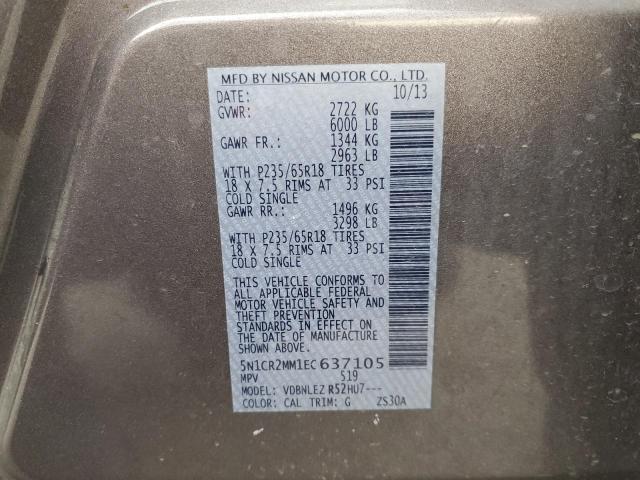 MFD BY NISSAN MOTOR CO., LTD.
DATE: 10/13
GVWR: 2722 KG
6000 LB
GAWR FR.: 1344 KG
2963 LB
WITH P235/65R18 TIRES
18 X 7.5 RIMS AT 33 PSI
COLD SINGLE
GAWR RR.: 1496 KG
3298 LB
WITH P235/65R18 TIRES
18 X 7.5 RIMS AT 33 PSI
COLD SINGLE
THIS VEHICLE CONFORMS TO
ALL APPLICABLE FEDERAL
MOTOR VEHICLE SAFETY AND
THEFT PREVENTION
STANDARDS IN EFFECT ON
THE DATE OF MANUFACTURE
SHOWN ABOVE.
5N1CR2MM1EC637105
MPV S19
MODEL: VDBNLEZ R52HU7---
COLOR: CAL TRIM: G ZS30A